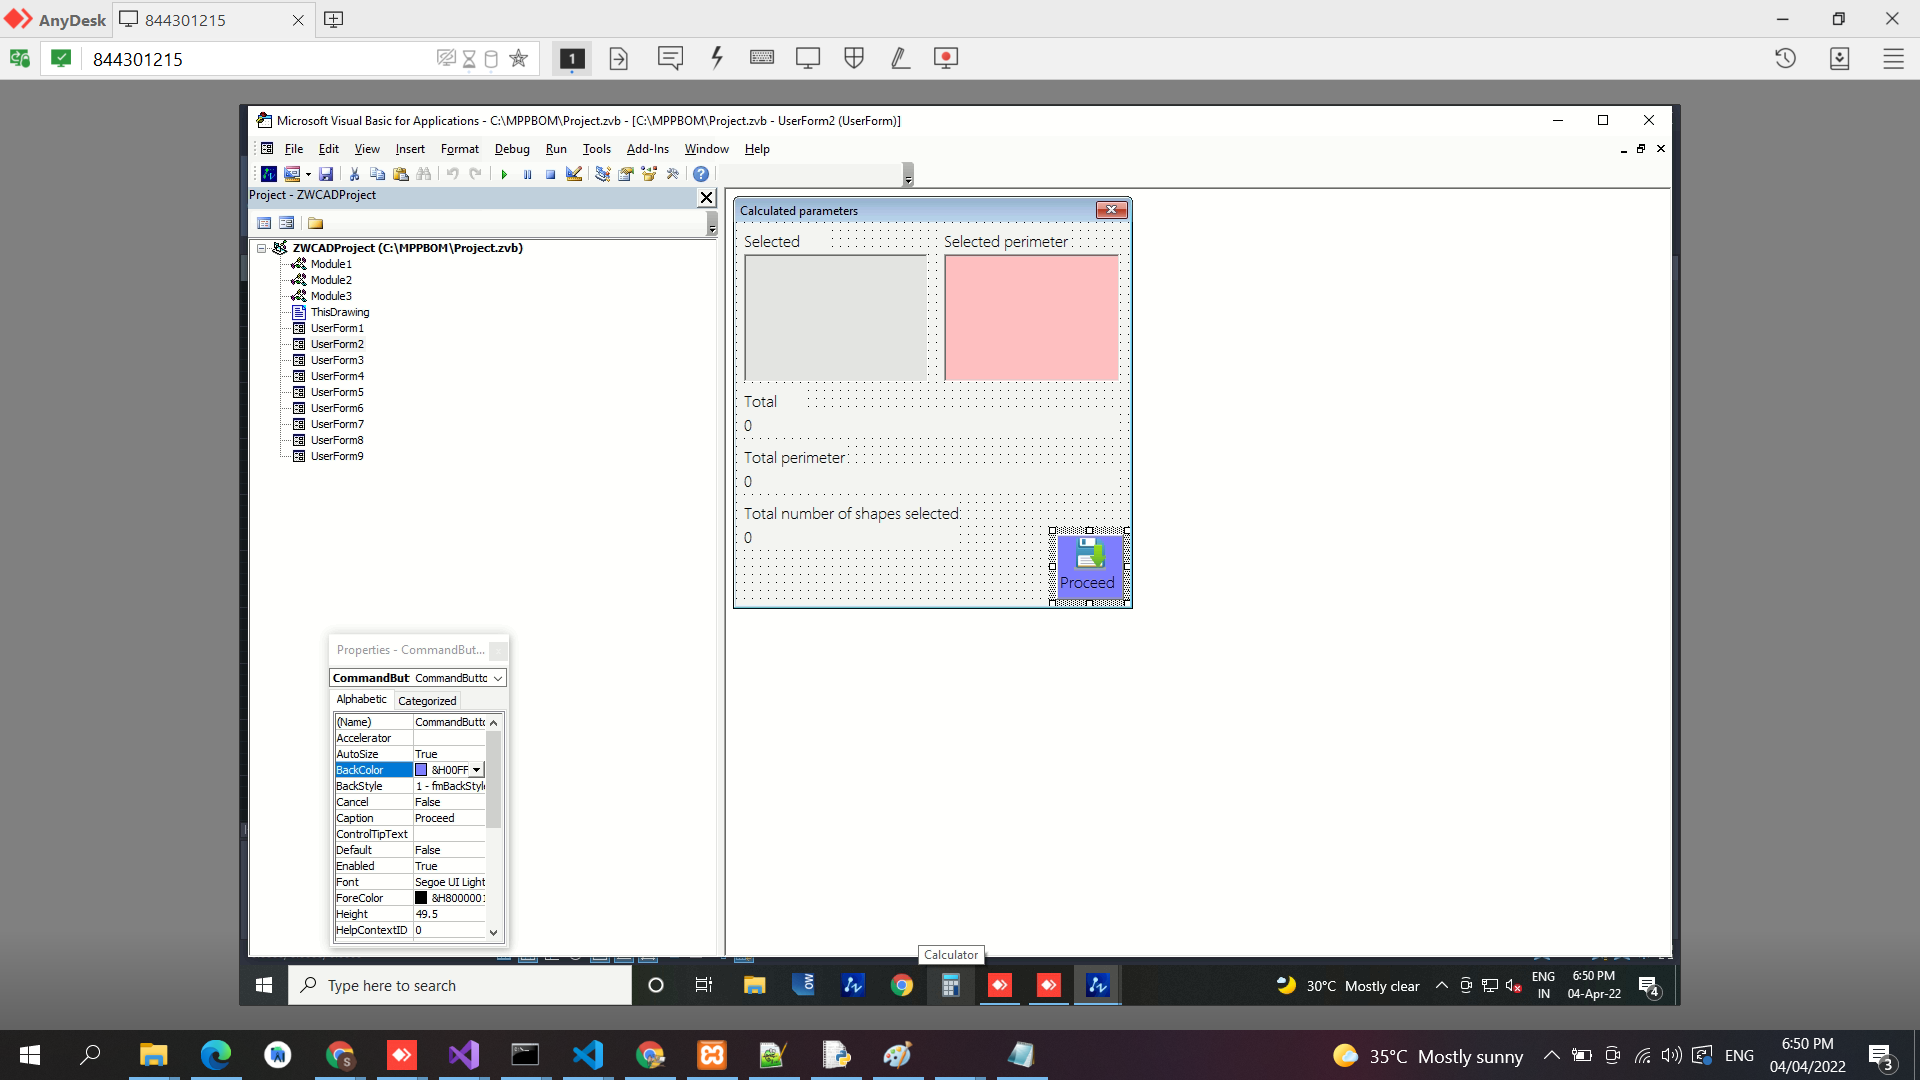 AnyDesk
844301215
844301215
1
Microsoft Visual Basic for Applications - C:\MPPBOM\Project.zvb - [C:\MPPBOM\Project.zvb - UserForm2 (UserForm)]
File Edit View Insert Format Debug Run Tools Add-Ins Window Help
Project - ZWCADProject
ZWCADProject (C:\MPPBOM\Project.zvb)
Module1
Module2
Module3
ThisDrawing
UserForm1
UserForm2
UserForm3
UserForm4
UserForm5
UserForm6
UserForm7
UserForm8
UserForm9
Calculated parameters
Selected
Selected perimeter
Total
0
Total perimeter
0
Total number of shapes selected
0
Proceed
Properties - CommandBut...
CommandBut CommandButto
Alphabetic Categorized
(Name) CommandButto
Accelerator
AutoSize True
BackColor &H00FF
BackStyle 1 - fmBackStyle
Cancel False
Caption Proceed
ControlTipText
Default False
Enabled True
Font Segoe UI Light
ForeColor &H8000001
Height 49.5
HelpContextID 0
Calculator
Type here to search
30°C Mostly clear
ENG
IN
6:50 PM
04-Apr-22
4
35°C Mostly sunny
ENG
6:50 PM
04/04/2022
3